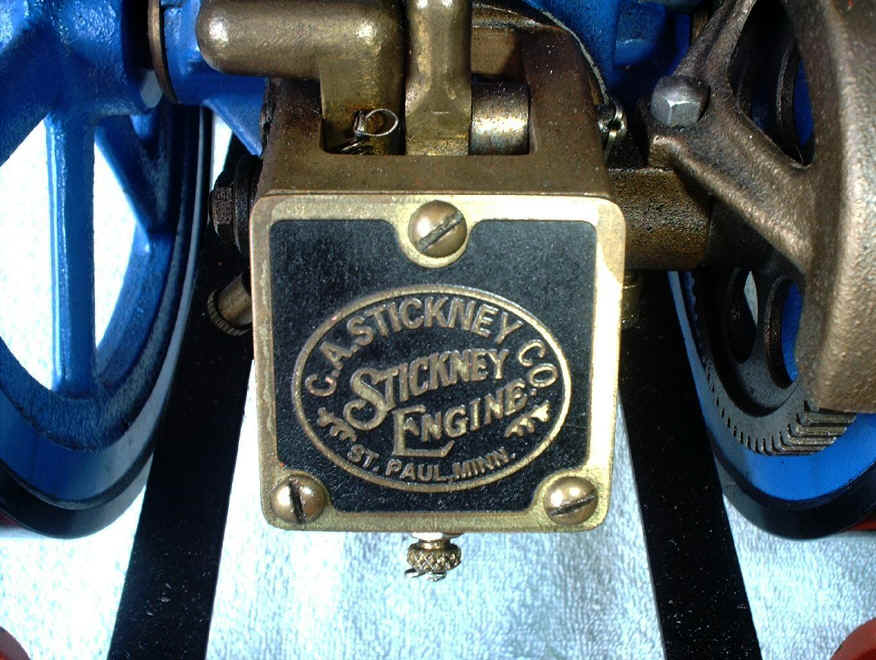 C.A. STICKNEY CO.
STICKNEY
ENGINE
ST. PAUL, MINN.